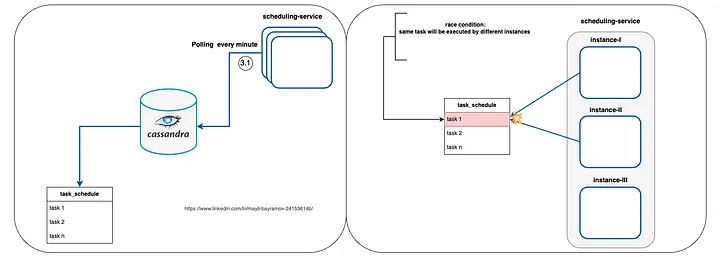 scheduling-service
Polling every minute
3.1
cassandra
task_schedule
task 1
task 2
task n
https://www.linkedin.com/in/mayil-bayramov-24153614b/
race condition:
same task will be executed by different instances
scheduling-service
instance-I
task_schedule
task 1
task 2
task n
instance-II
instance-III